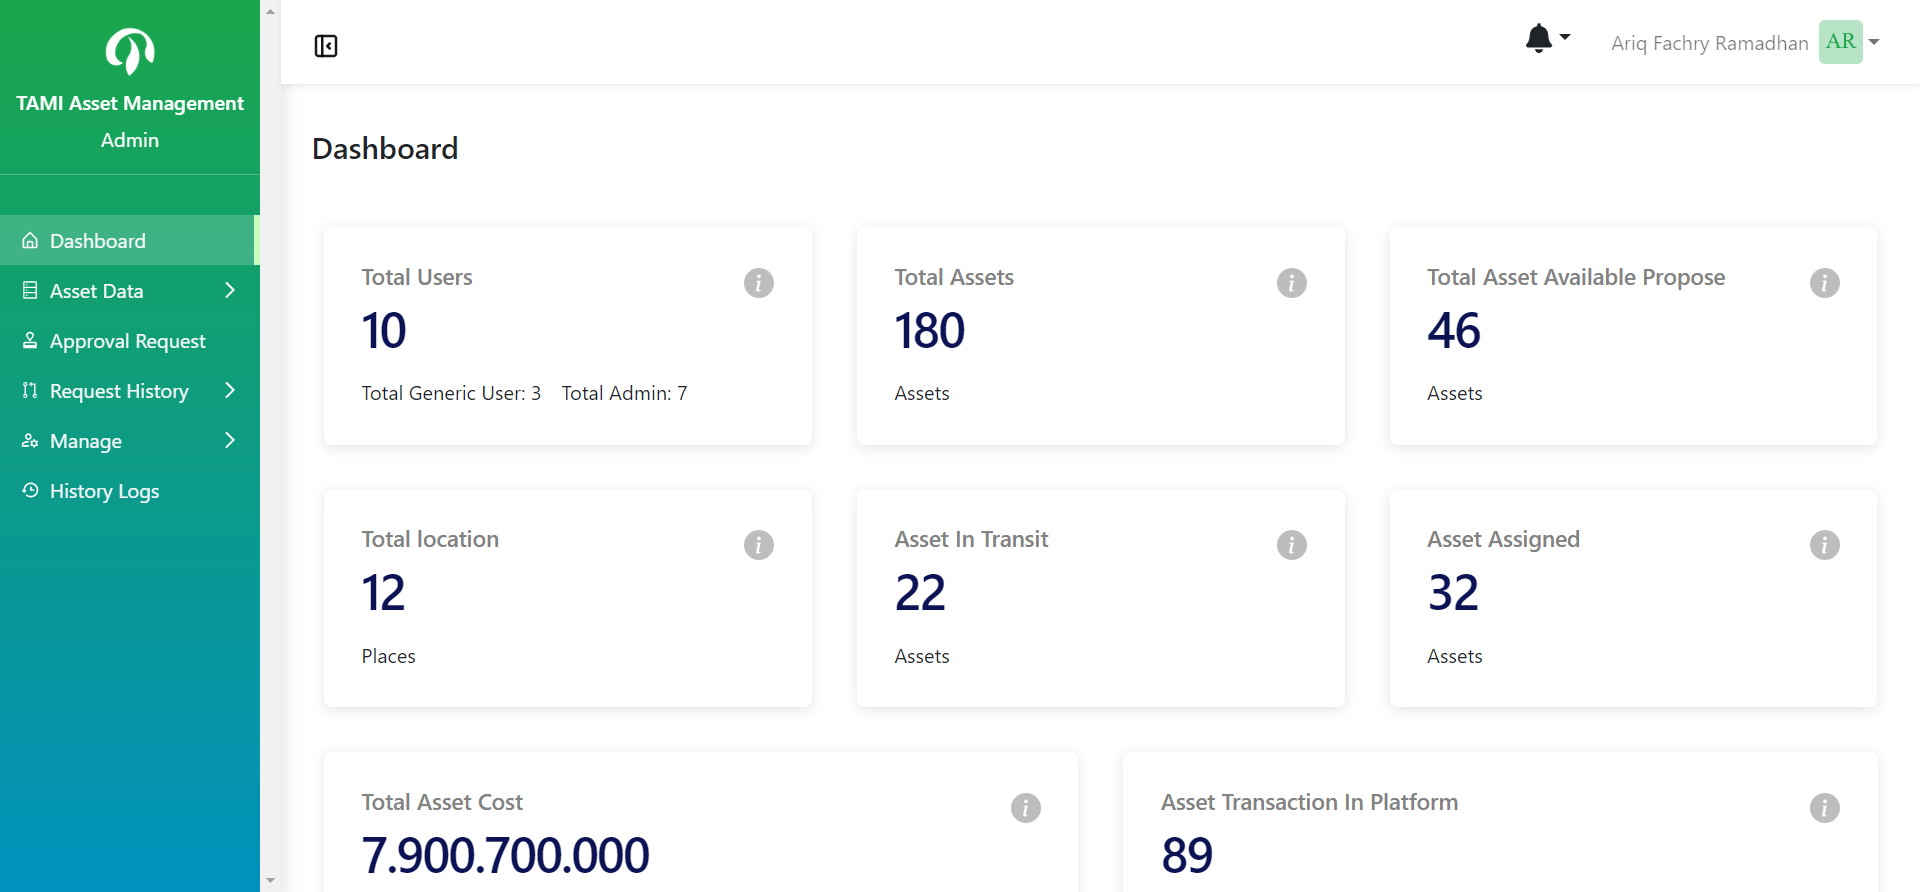 TAMI Asset Management
Admin
Dashboard
Asset Data
Approval Request
Request History
Manage
History Logs
Ariq Fachry Ramadhan AR
Dashboard
Total Users
10
Total Generic User: 3 Total Admin: 7
Total Assets
180
Assets
Total Asset Available Propose
46
Assets
Total location
12
Places
Asset In Transit
22
Assets
Asset Assigned
32
Assets
Total Asset Cost
7.900.700.000
Asset Transaction In Platform
89